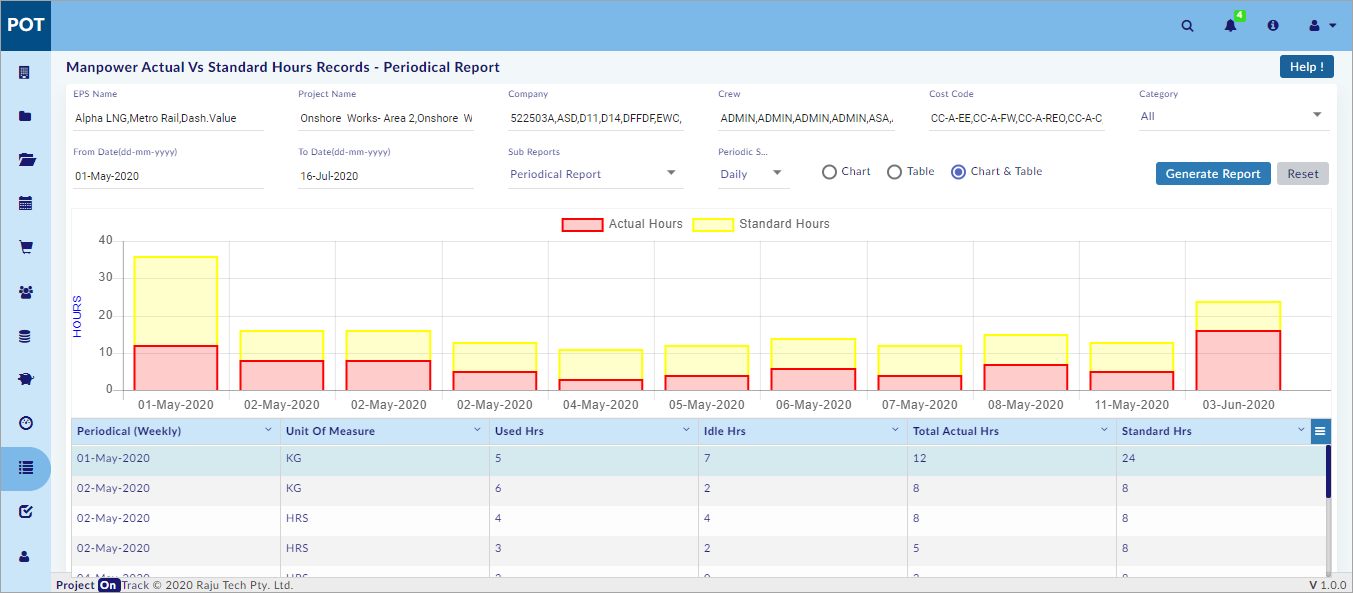 POT
4
Manpower Actual Vs Standard Hours Records - Periodical Report
Help !
EPS Name Project Name Company Crew Cost Code Category
Alpha LNG,Metro Rail,Dash.Value Onshore Works- Area 2,Onshore W 522503A,ASD,D11,D14,DFFDF,EWC, ADMIN,ADMIN,ADMIN,ADMIN,ASA, CC-A-EE,CC-A-FW,CC-A-REO,CC-A-C All
From Date(dd-mm-yyyy) To Date(dd-mm-yyyy) Sub Reports Periodic S...
01-May-2020 16-Jul-2020 Periodical Report Daily Chart Table Chart & Table Generate Report Reset
Actual Hours Standard Hours
40
30
20
10
0
HOURS
01-May-2020 02-May-2020 02-May-2020 02-May-2020 04-May-2020 05-May-2020 06-May-2020 07-May-2020 08-May-2020 11-May-2020 03-Jun-2020
Periodical (Weekly) Unit Of Measure Used Hrs Idle Hrs Total Actual Hrs Standard Hrs
01-May-2020 KG 5 7 12 24
02-May-2020 KG 6 2 8 8
02-May-2020 HRS 4 4 8 8
02-May-2020 HRS 3 2 5 8
Project On Track © 2020 Raju Tech Pty. Ltd. V 1.0.0